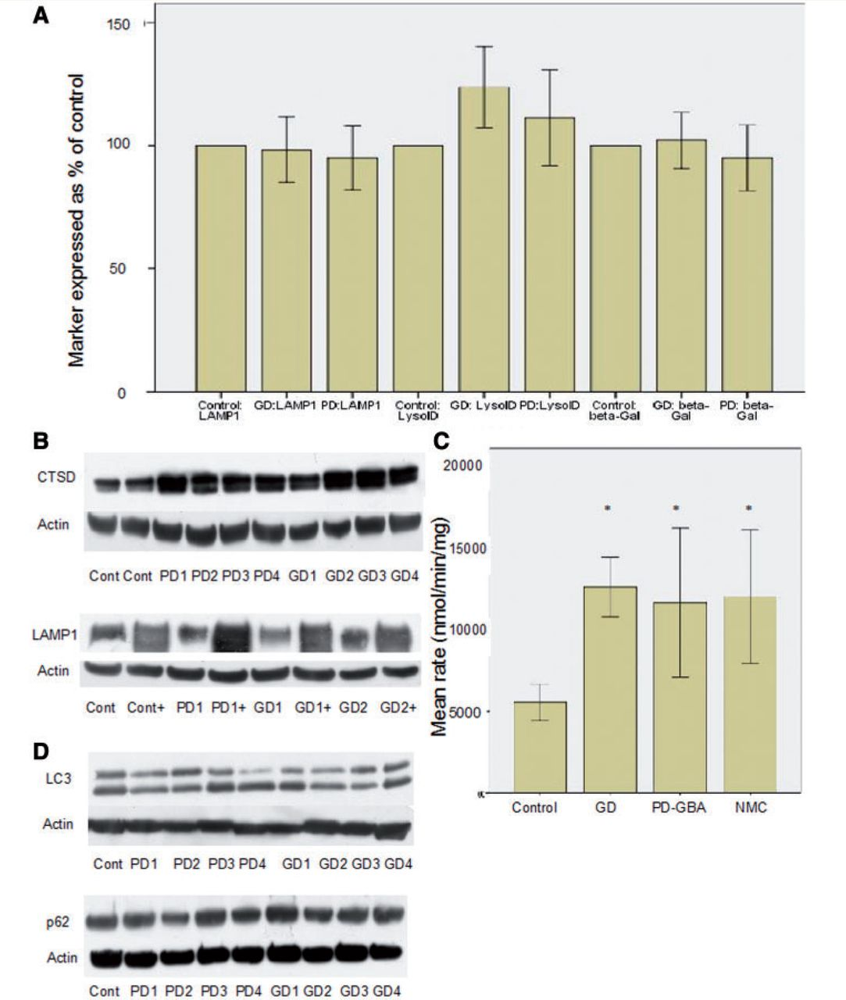 A
150
100
50
0
Marker expressed as % of control
Control: LAMP1
GD:LAMP1
PD:LAMP1
Control: LysoID
GD: LysoID
PD:LysoID
Control: beta-Gal
GD: beta-Gal
PD: beta-Gal
B
CTSD
Actin
Cont Cont PD1 PD2 PD3 PD4 GD1 GD2 GD3 GD4
LAMP1
Actin
Cont Cont+ PD1 PD1+ GD1 GD1+ GD2 GD2+
C
20000
15000
10000
5000
Mean rate (nmol/min/mg)
* * *
Control GD PD-GBA NMC
D
LC3
Actin
Cont PD1 PD2 PD3 PD4 GD1 GD2 GD3 GD4
p62
Actin
Cont PD1 PD2 PD3 PD4 GD1 GD2 GD3 GD4